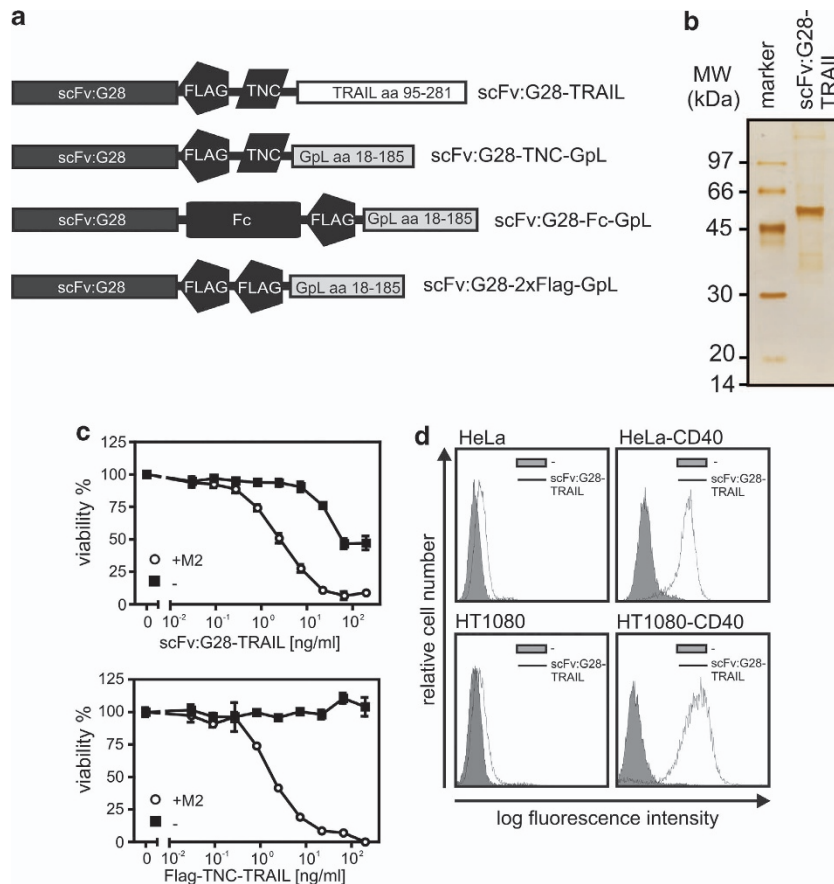 a
scFv:G28 FLAG TNC TRAIL aa 95-281 scFv:G28-TRAIL
scFv:G28 FLAG TNC GpL aa 18-185 scFv:G28-TNC-GpL
scFv:G28 Fc FLAG GpL aa 18-185 scFv:G28-Fc-GpL
scFv:G28 FLAG FLAG GpL aa 18-185 scFv:G28-2xFlag-GpL
b
MW
(kDa)
marker
scFv:G28-
TRAIL
97
66
45
30
20
14
c
viability %
125
100
75
50
25
0
+M2
-
0 10-2 10-1 100 101 102
scFv:G28-TRAIL [ng/ml]
viability %
125
100
75
50
25
0
+M2
-
0 10-2 10-1 100 101 102
Flag-TNC-TRAIL [ng/ml]
d
relative cell number
HeLa
-
scFv:G28-
TRAIL
HeLa-CD40
-
scFv:G28-
TRAIL
HT1080
-
scFv:G28-
TRAIL
HT1080-CD40
-
scFv:G28-
TRAIL
log fluorescence intensity